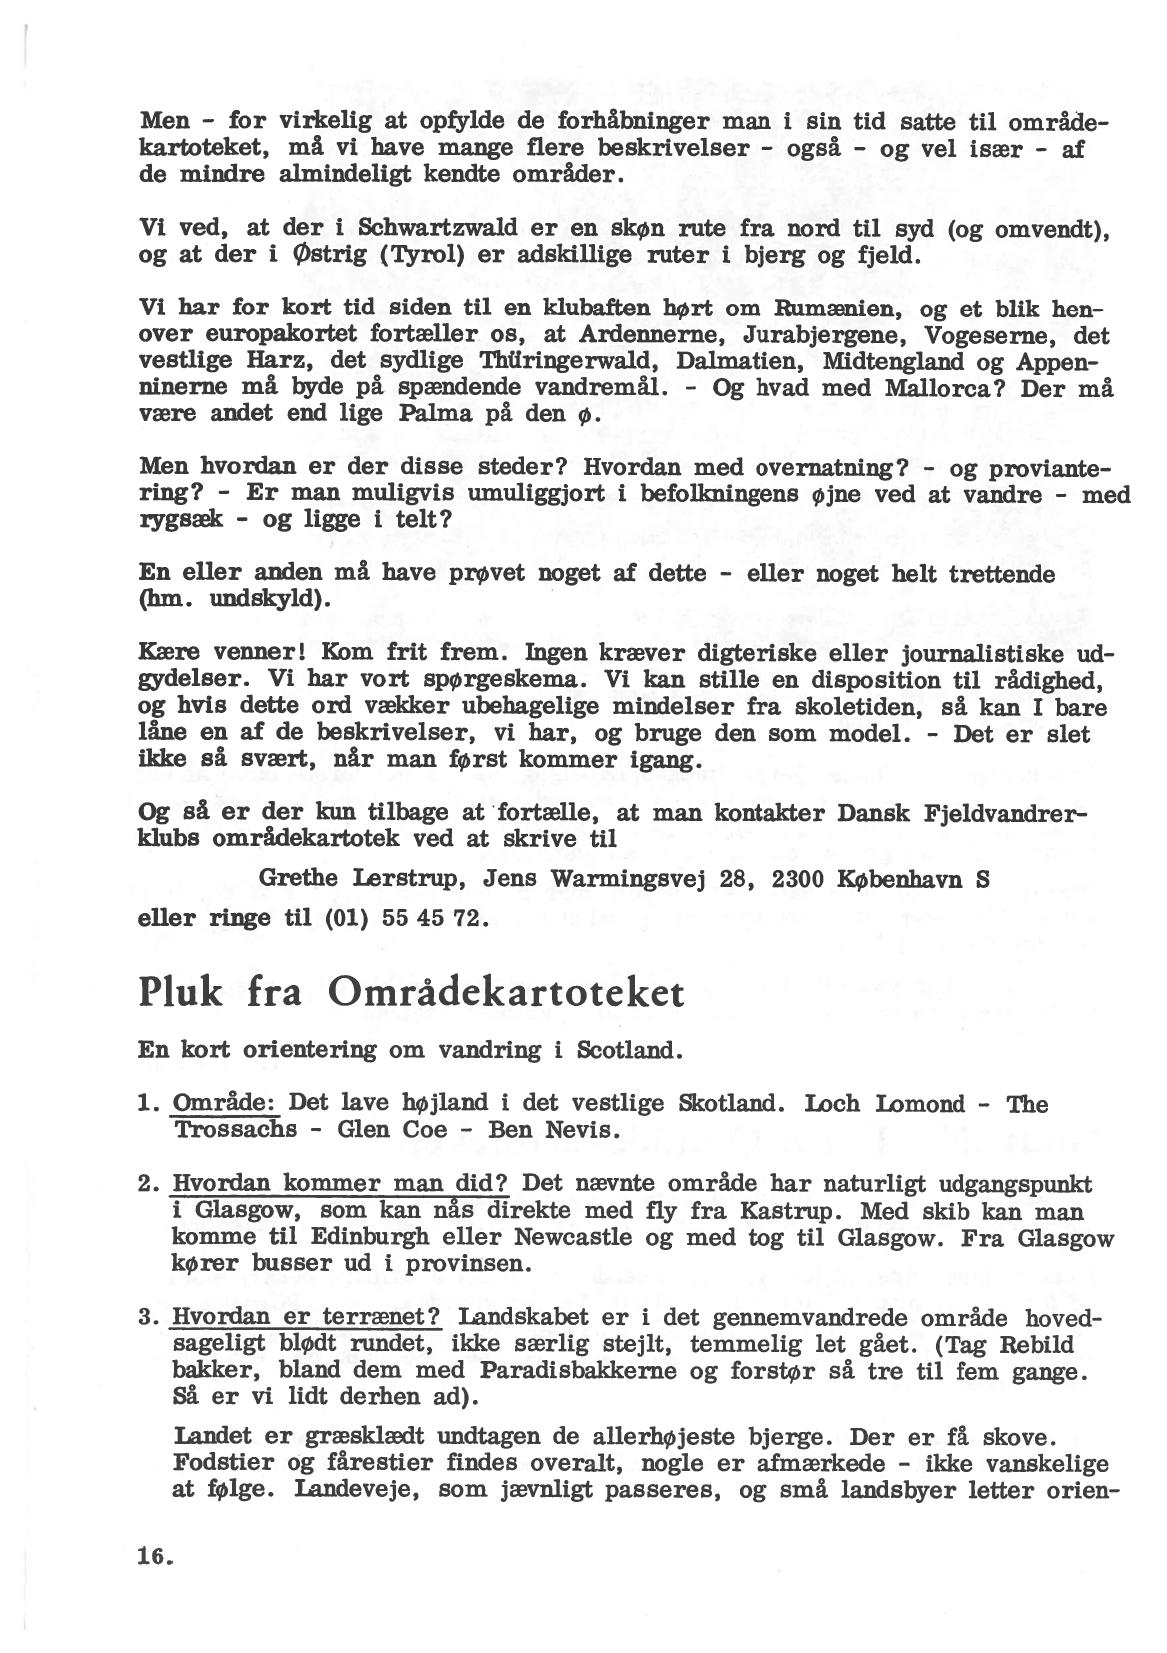 Men - for virkelig at opfylde de forhåbninger man i sin tid satte til område-
kartoteket, må vi have mange flere beskrivelser - også - og vel især - af
de mindre almindeligt kendte områder.
Vi ved, at der i Schwartzwald er en skøn rute fra nord til syd (og omvendt),
og at der i Østrig (Tyrol) er adskillige ruter i bjerg og fjeld.
Vi har for kort tid siden til en klubaften hørt om Rumænien, og et blik hen-
over europakortet fortæller os, at Ardennerne, Jurabjergene, Vogeserne, det
vestlige Harz, det sydlige Thüringerwald, Dalmatien, Midtengland og Appen-
ninerne må byde på spændende vandremål. - Og hvad med Mallorca? Der må
være andet end lige Palma på den ø.
Men hvordan er der disse steder? Hvordan med overnatning? - og proviante-
ring? - Er man muligvis umuliggjort i befolkningens øjne ved at vandre - med
rygsæk - og ligge i telt?
En eller anden må have prøvet noget af dette - eller noget helt trettende
(hm. undskyld).
Kære venner! Kom frit frem. Ingen kræver digteriske eller journalistiske ud-
gydelser. Vi har vort spørgeskema. Vi kan stille en disposition til rådighed,
og hvis dette ord vækker ubehagelige mindelser fra skoletiden, så kan I bare
låne en af de beskrivelser, vi har, og bruge den som model. - Det er slet
ikke så svært, når man først kommer igang.
Og så er der kun tilbage at fortælle, at man kontakter Dansk Fjeldvandrer-
klubs områdekartotek ved at skrive til
Grethe Lerstrup, Jens Warmingsvej 28, 2300 København S
eller ringe til (01) 55 45 72.
Pluk fra Områdekartoteket
En kort orientering om vandring i Scotland.
1. Område: Det lave højland i det vestlige Skotland. Loch Lomond - The
Trossachs - Glen Coe - Ben Nevis.
2. Hvordan kommer man did? Det nævnte område har naturligt udgangspunkt
i Glasgow, som kan nås direkte med fly fra Kastrup. Med skib kan man
komme til Edinburgh eller Newcastle og med tog til Glasgow. Fra Glasgow
kører busser ud i provinsen.
3. Hvordan er terrænet? Landskabet er i det gennemvandrede område hoved-
sageligt blødt rundet, ikke særlig stejlt, temmelig let gået. (Tag Rebild
bakker, bland dem med Paradisbakkerne og forstør så tre til fem gange.
Så er vi lidt derhen ad).
Landet er græsklædt undtagen de allerhøjeste bjerge. Der er få skove.
Fodstier og fårestier findes overalt, nogle er afmærkede - ikke vanskelige
at følge. Landeveje, som jævnligt passeres, og små landsbyer letter orien-
16.